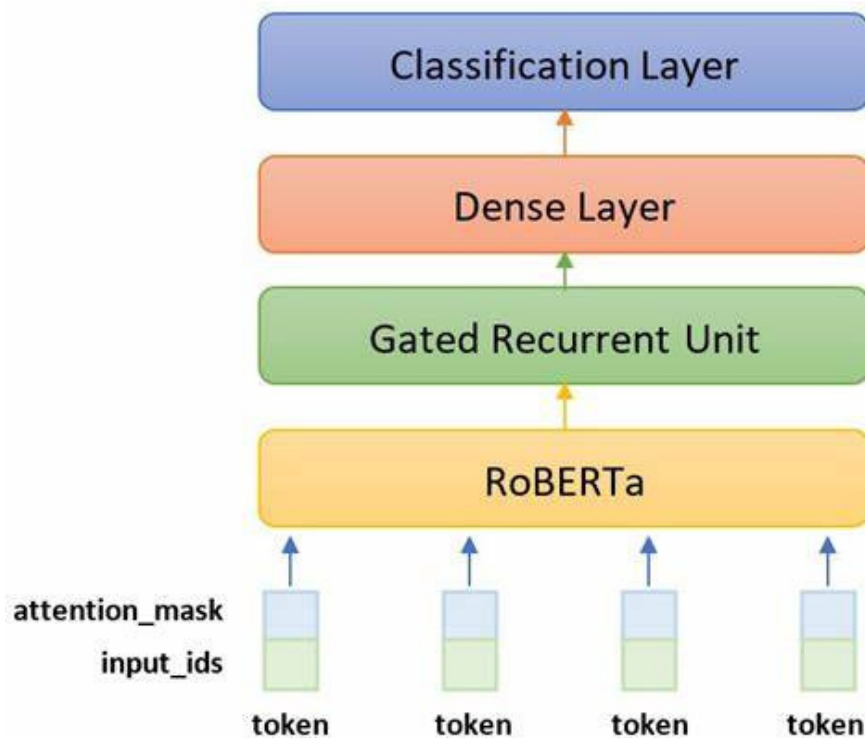 Classification Layer
Dense Layer
Gated Recurrent Unit
RoBERTa
attention_mask
input_ids
token token token token